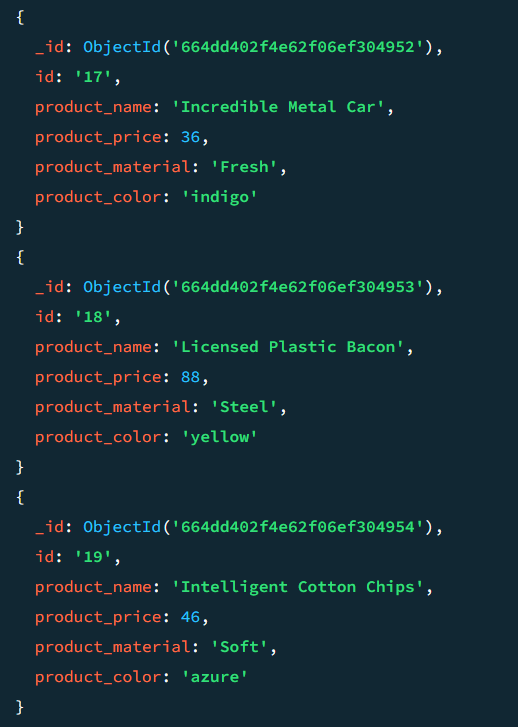 {
  _id: ObjectId('664dd402f4e62f06ef304952'),
  id: '17',
  product_name: 'Incredible Metal Car',
  product_price: 36,
  product_material: 'Fresh',
  product_color: 'indigo'
}
{
  _id: ObjectId('664dd402f4e62f06ef304953'),
  id: '18',
  product_name: 'Licensed Plastic Bacon',
  product_price: 88,
  product_material: 'Steel',
  product_color: 'yellow'
}
{
  _id: ObjectId('664dd402f4e62f06ef304954'),
  id: '19',
  product_name: 'Intelligent Cotton Chips',
  product_price: 46,
  product_material: 'Soft',
  product_color: 'azure'
}